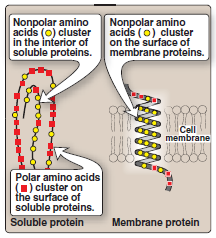 Nonpolar amino
acids ( ) cluster
in the interior of
soluble proteins.
Nonpolar amino
acids ( ) cluster
on the surface of
membrane proteins.
Cell
membrane
Polar amino acids
( ) cluster on
the surface of
soluble proteins.
Soluble protein
Membrane protein